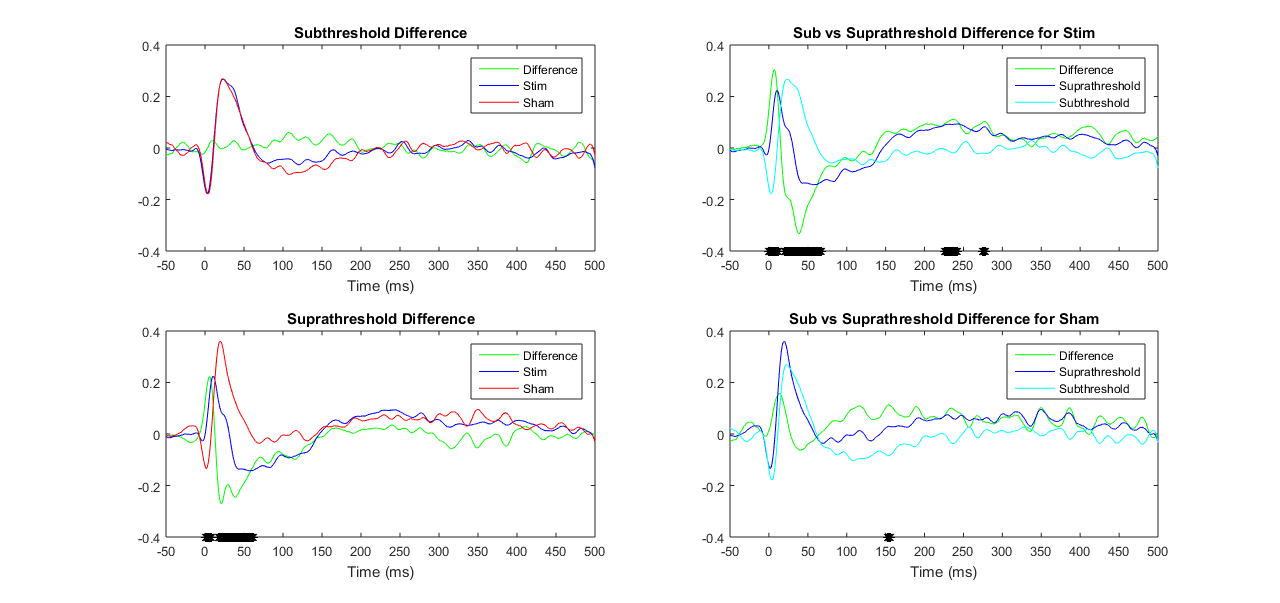 Subthreshold Difference
0.4
0.2
0
-0.2
-0.4
-50 0 50 100 150 200 250 300 350 400 450 500
Time (ms)
Difference
Stim
Sham
Sub vs Suprathreshold Difference for Stim
0.4
0.2
0
-0.2
-0.4
-50 0 50 100 150 200 250 300 350 400 450 500
Time (ms)
Difference
Suprathreshold
Subthreshold
Suprathreshold Difference
0.4
0.2
0
-0.2
-0.4
-50 0 50 100 150 200 250 300 350 400 450 500
Time (ms)
Difference
Stim
Sham
Sub vs Suprathreshold Difference for Sham
0.4
0.2
0
-0.2
-0.4
-50 0 50 100 150 200 250 300 350 400 450 500
Time (ms)
Difference
Suprathreshold
Subthreshold